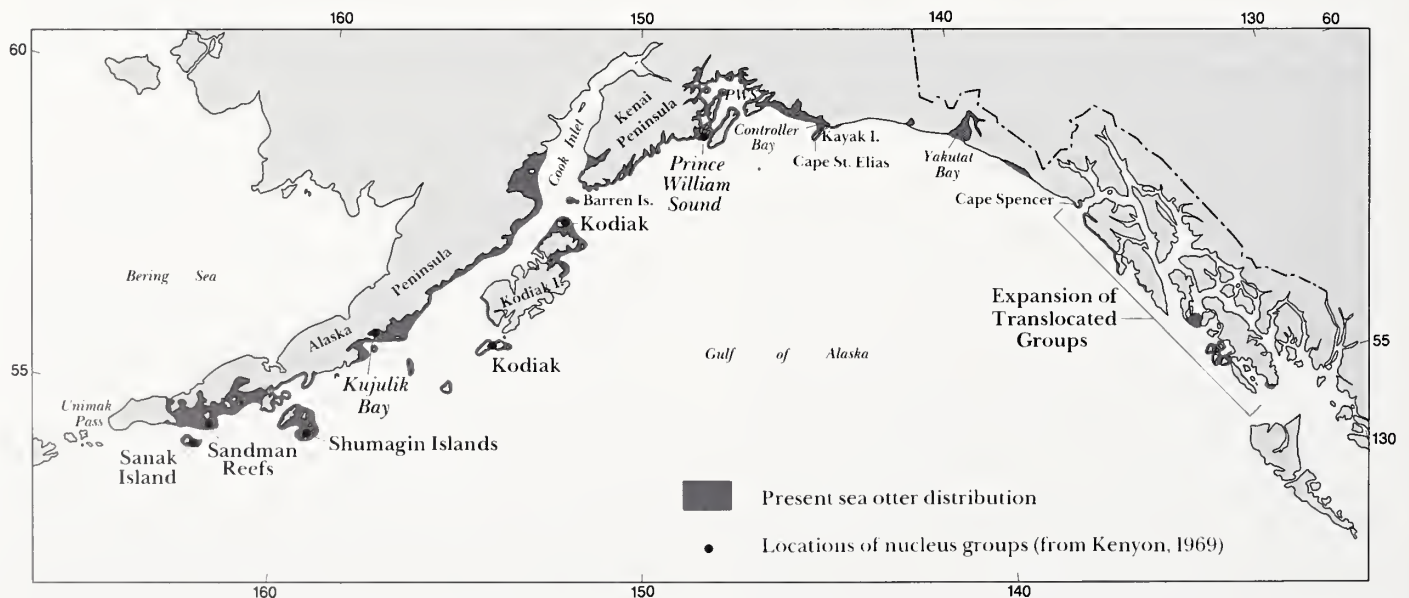 160
150
140
130
60
60
PWS
Kenai
Peninsula
Cook Inlet
Controller
Bay
Kayak I.
Cape St. Elias
Yakutat
Bay
Prince
William
Sound
Cape Spencer
Barren Is.
Kodiak
Bering Sea
Peninsula
Kodiak I.
Expansion of
Translocated
Groups
Alaska
Gulf of Alaska
55
55
Kodiak
Kujulik
Bay
Unimak
Pass
130
Sanak
Island
Sandman
Reefs
Shumagin Islands
Present sea otter distribution
Locations of nucleus groups (from Kenyon, 1969)
160
150
140